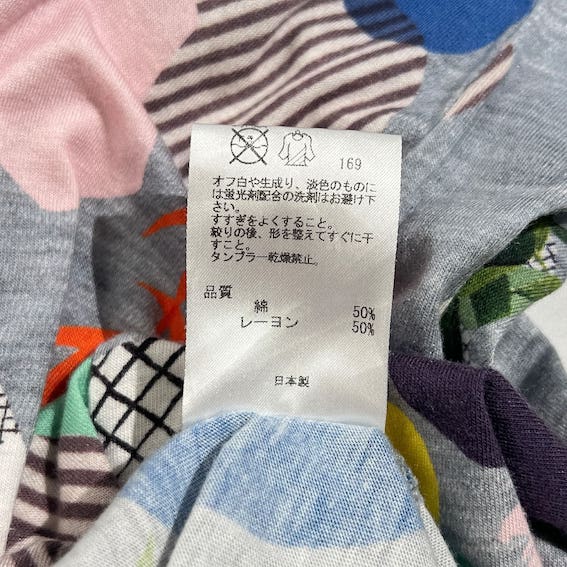 169
オフ白や生成り、淡色のものに
は蛍光剤配合の洗剤はお避け下
さい。
すすぎをよくすること。
絞りの後、形を整えてすぐに干
すこと。
タンブラー乾燥禁止。
品質
綿 50%
レーヨン 50%
日本製